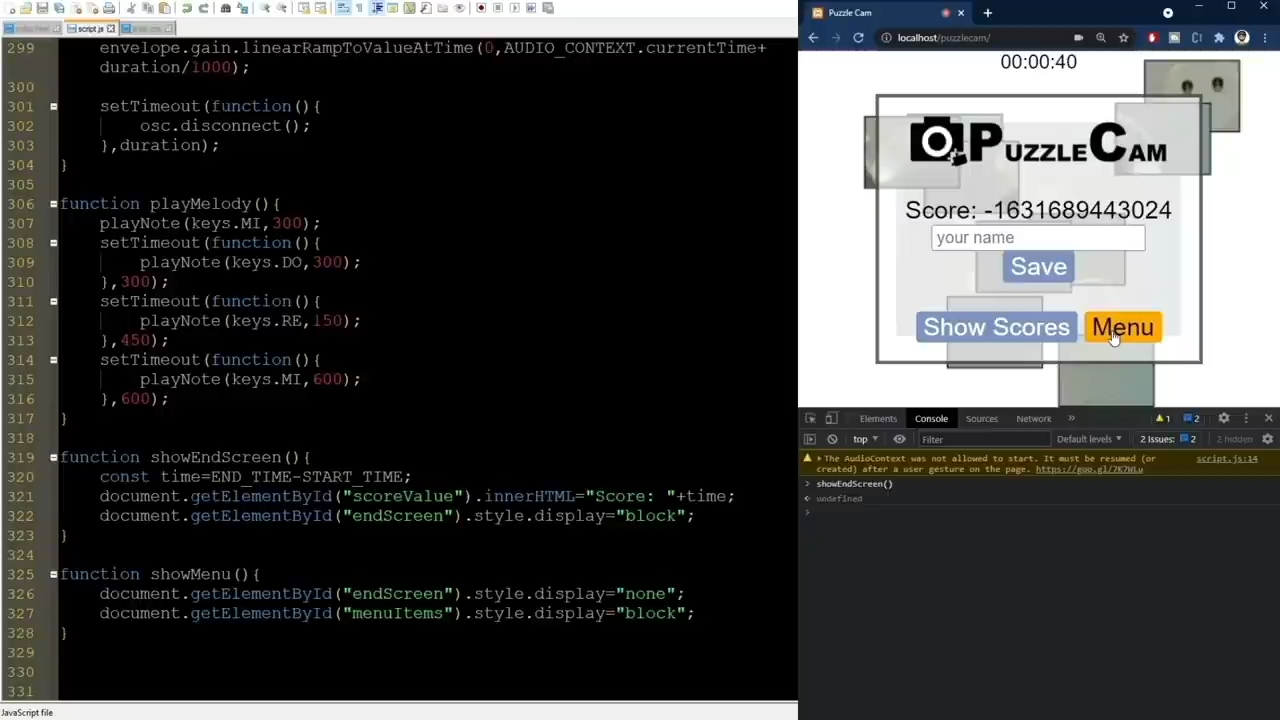 script.js
299 envelope.gain.linearRampToValueAtTime(0,AUDIO_CONTEXT.currentTime+
duration/1000);
300
301 setTimeout(function(){
302 osc.disconnect();
303 },duration);
304 }
305
306 function playMelody(){
307 playNote(keys.MI,300);
308 setTimeout(function(){
309 playNote(keys.DO,300);
310 },300);
311 setTimeout(function(){
312 playNote(keys.RE,150);
313 },450);
314 setTimeout(function(){
315 playNote(keys.MI,600);
316 },600);
317 }
318
319 function showEndScreen(){
320 const time=END_TIME-START_TIME;
321 document.getElementById("scoreValue").innerHTML="Score: "+time;
322 document.getElementById("endScreen").style.display="block";
323 }
324
325 function showMenu(){
326 document.getElementById("endScreen").style.display="none";
327 document.getElementById("menuItems").style.display="block";
328 }
329
330
331
JavaScript file
Puzzle Cam
localhost/puzzlecam/
00:00:40
PUZZLECAM
Score: -1631689443024
your name
Save
Show Scores Menu
Elements Console Sources Network » 1 2
top Filter Default levels 2 Issues: 2 2 hidden
The AudioContext was not allowed to start. It must be resumed (or script.js:14
created) after a user gesture on the page. https://goo.gl/7K7WLu
> showEndScreen()
undefined
>